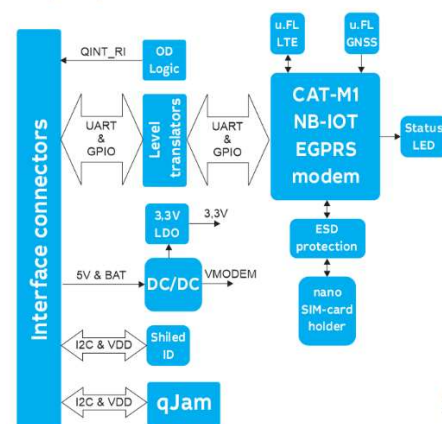 u.FL
LTE
u.FL
GNSS
QINT_RI
OD
Logic
CAT-M1
NB-IOT
EGPRS
modem
Status
LED
Interface connectors
UART
&
GPIO
Level
translators
UART
&
GPIO
3,3V
LDO
3,3V
ESD
protection
5V & BAT
DC/DC
VMODEM
nano
SIM-card
holder
I2C & VDD
Shiled
ID
I2C & VDD
qJam